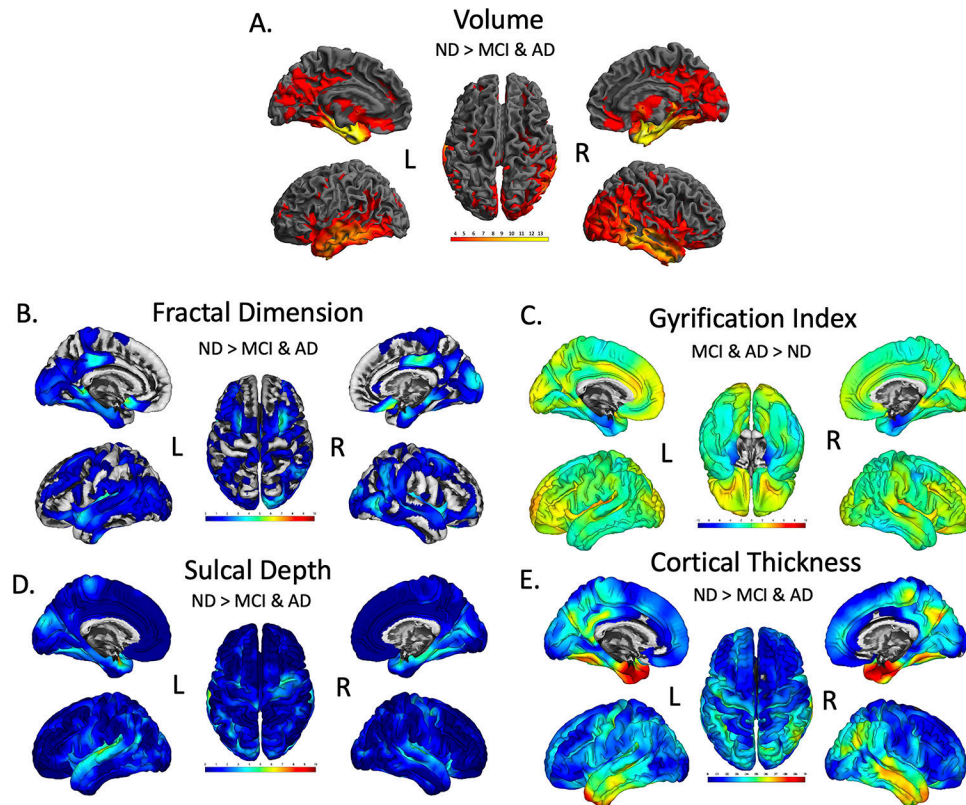 A.
Volume
ND > MCI & AD
L
R
4 5 6 7 8 9 10 11 12 13
B.
Fractal Dimension
ND > MCI & AD
L
R
C.
Gyrification Index
MCI & AD > ND
L
R
D.
Sulcal Depth
ND > MCI & AD
L
R
E.
Cortical Thickness
ND > MCI & AD
L
R